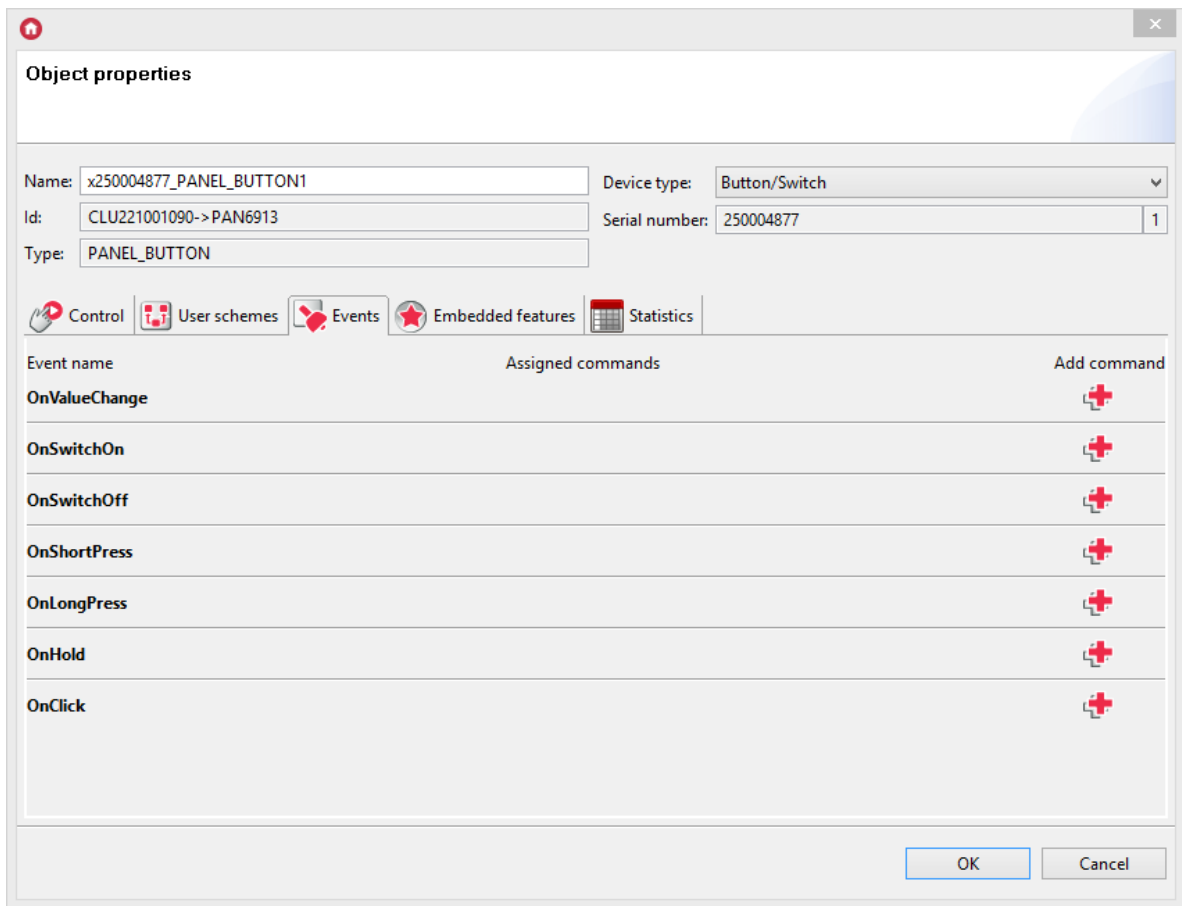 Object properties
Name: x250004877_PANEL_BUTTON1 Device type: Button/Switch
Id: CLU221001090->PAN6913 Serial number: 250004877 1
Type: PANEL_BUTTON
Control User schemes Events Embedded features Statistics
Event name Assigned commands Add command
OnValueChange
OnSwitchOn
OnSwitchOff
OnShortPress
OnLongPress
OnHold
OnClick
OK Cancel